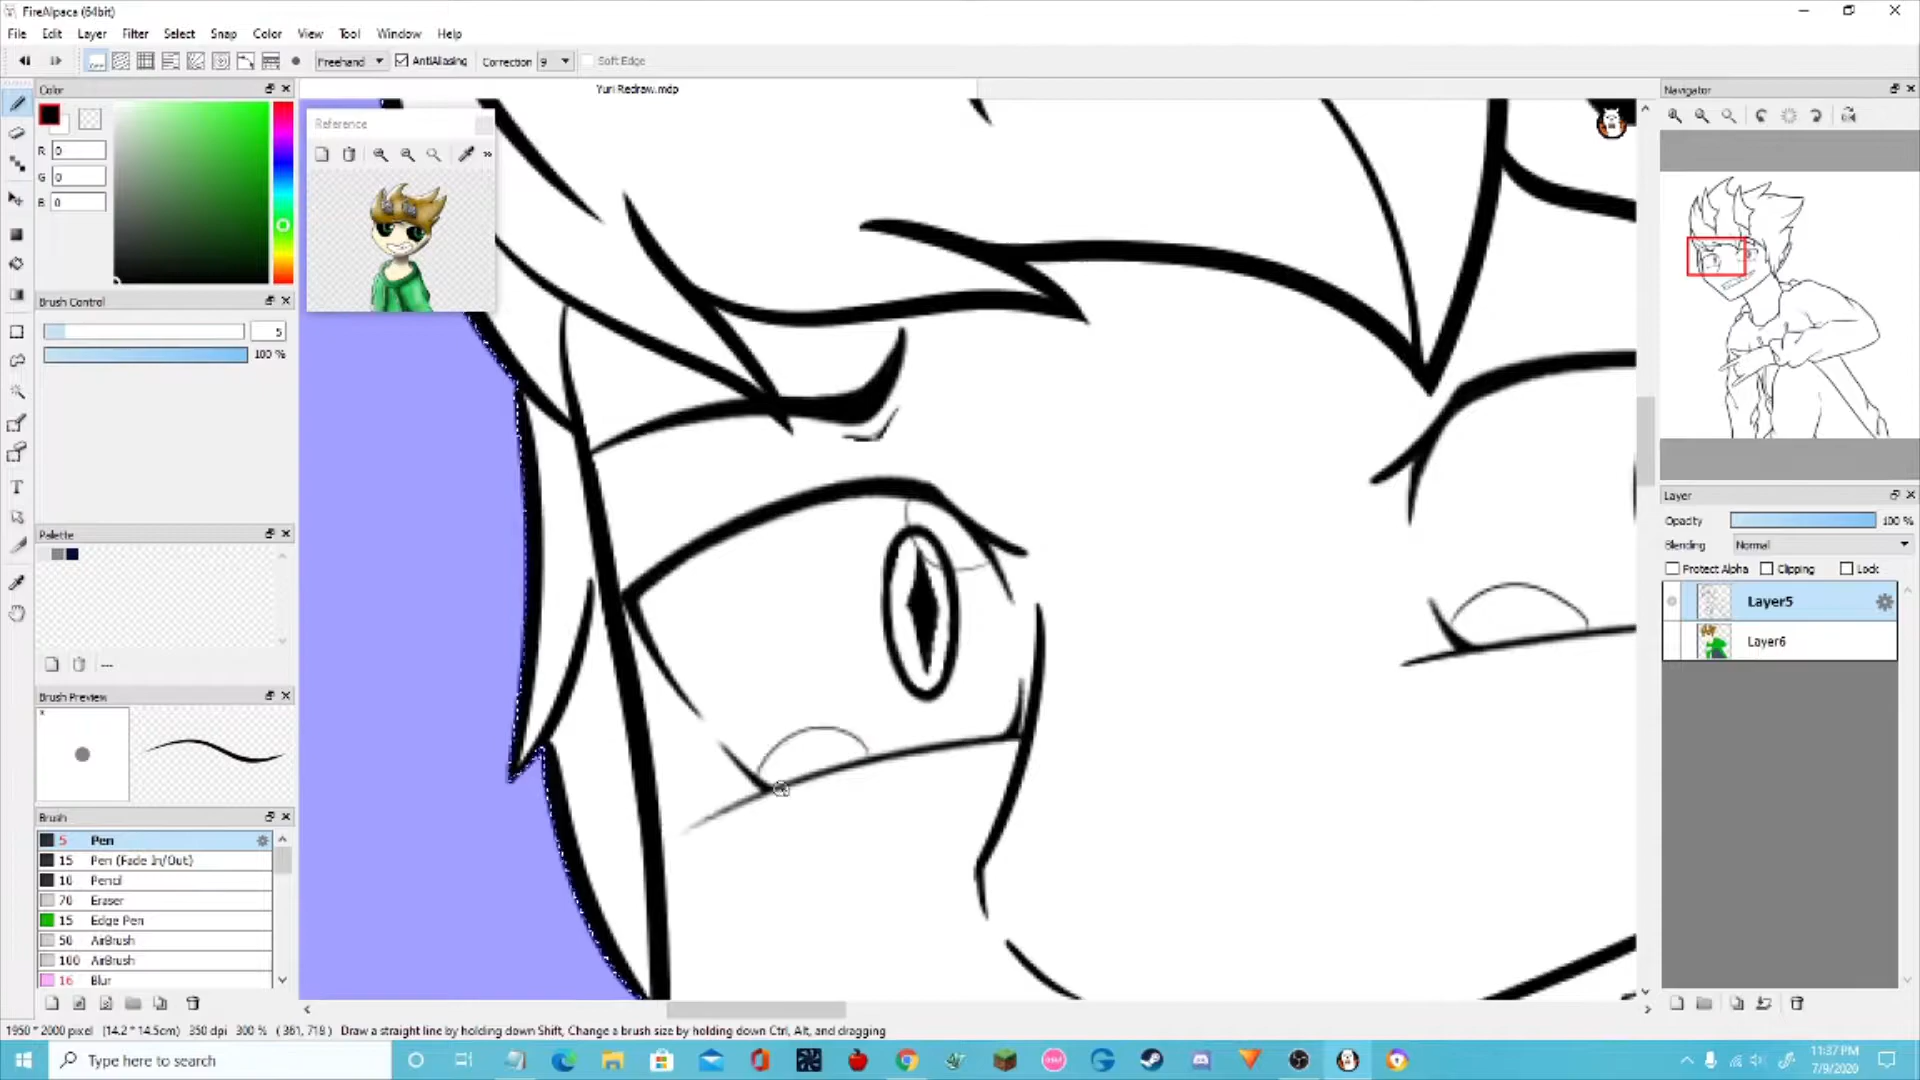 FireAlpaca (64bit)
File Edit Layer Filter Select Snap Color View Tool Window Help
Freehand AntiAliasing Correction 9 Soft Edge
Color
Yuri Redraw.mdp
Navigator
Reference
R 0
G 0
B 0
Brush Control
5
100 %
Layer
Opacity 100 %
Blending Normal
Protect Alpha Clipping Lock
Layer5
Layer6
Palette
---
Brush Preview
Brush
5 Pen
15 Pen (Fade In/Out)
10 Pencil
70 Eraser
15 Edge Pen
50 AirBrush
100 AirBrush
16 Blur
1950 * 2000 pixel (14.2 * 14.5cm) 350 dpi 300 % ( 361, 718 ) Draw a straight line by holding down Shift, Change a brush size by holding down Ctrl, Alt, and dragging
Type here to search
11:37 PM
7/9/2020